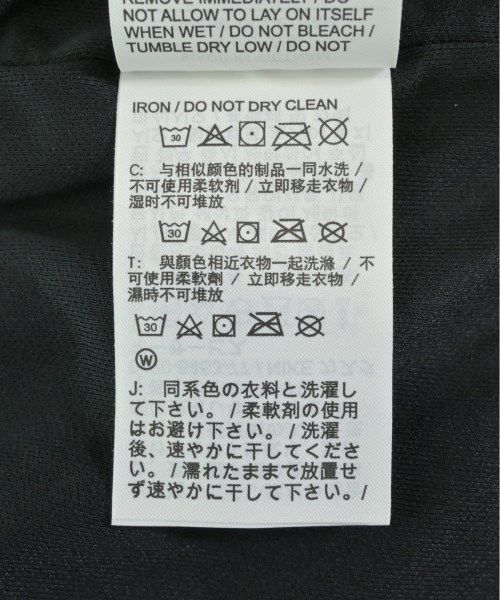 REMOVE IMMEDIATELY / DO
NOT ALLOW TO LAY ON ITSELF
WHEN WET / DO NOT BLEACH /
TUMBLE DRY LOW / DO NOT
IRON / DO NOT DRY CLEAN
30
C: 与相似颜色的制品一同水洗 /
不可使用柔软剂 / 立即移走衣物 /
湿时不可堆放
30
T: 與顏色相近衣物一起洗滌 / 不
可使用柔軟劑 / 立即移走衣物 /
濕時不可堆放
30
W
J: 同系色の衣料と洗濯し
て下さい。/ 柔軟剤の使用
はお避け下さい。/ 洗濯
後、速やかに干してくださ
い。/ 濡れたままで放置せ
ず速やかに干して下さい。/